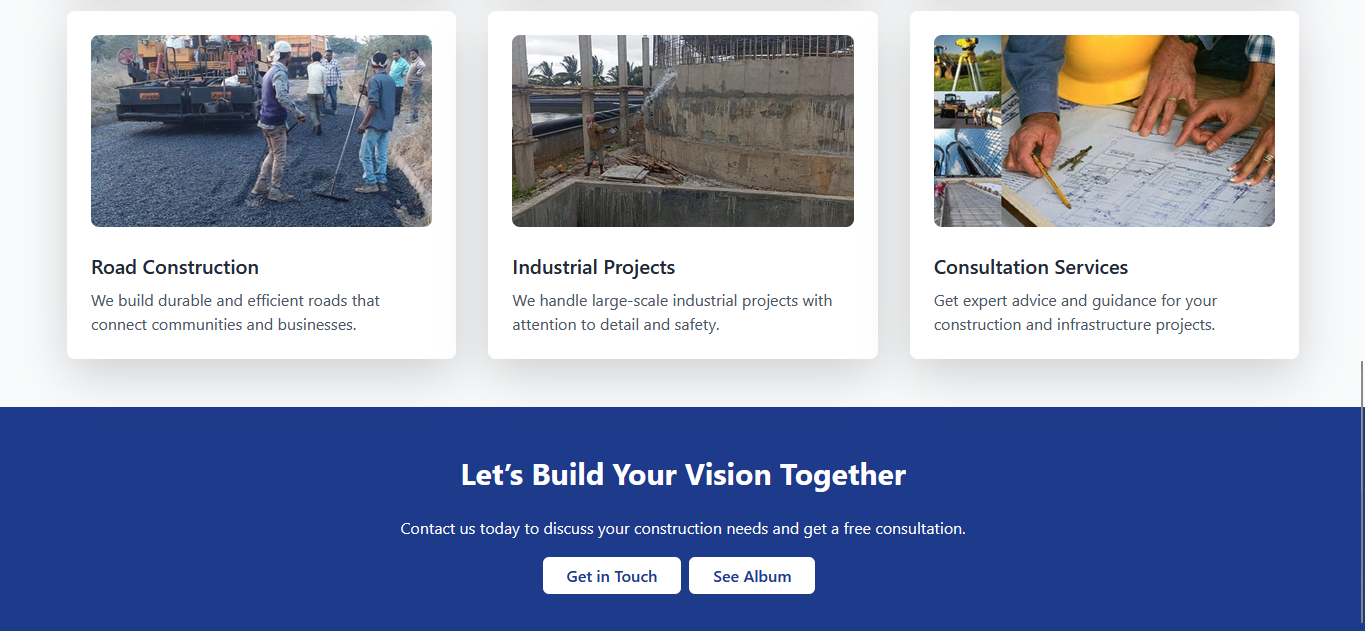 Road Construction
We build durable and efficient roads that
connect communities and businesses.
Industrial Projects
We handle large-scale industrial projects with
attention to detail and safety.
Consultation Services
Get expert advice and guidance for your
construction and infrastructure projects.
Let’s Build Your Vision Together
Contact us today to discuss your construction needs and get a free consultation.
Get in Touch
See Album